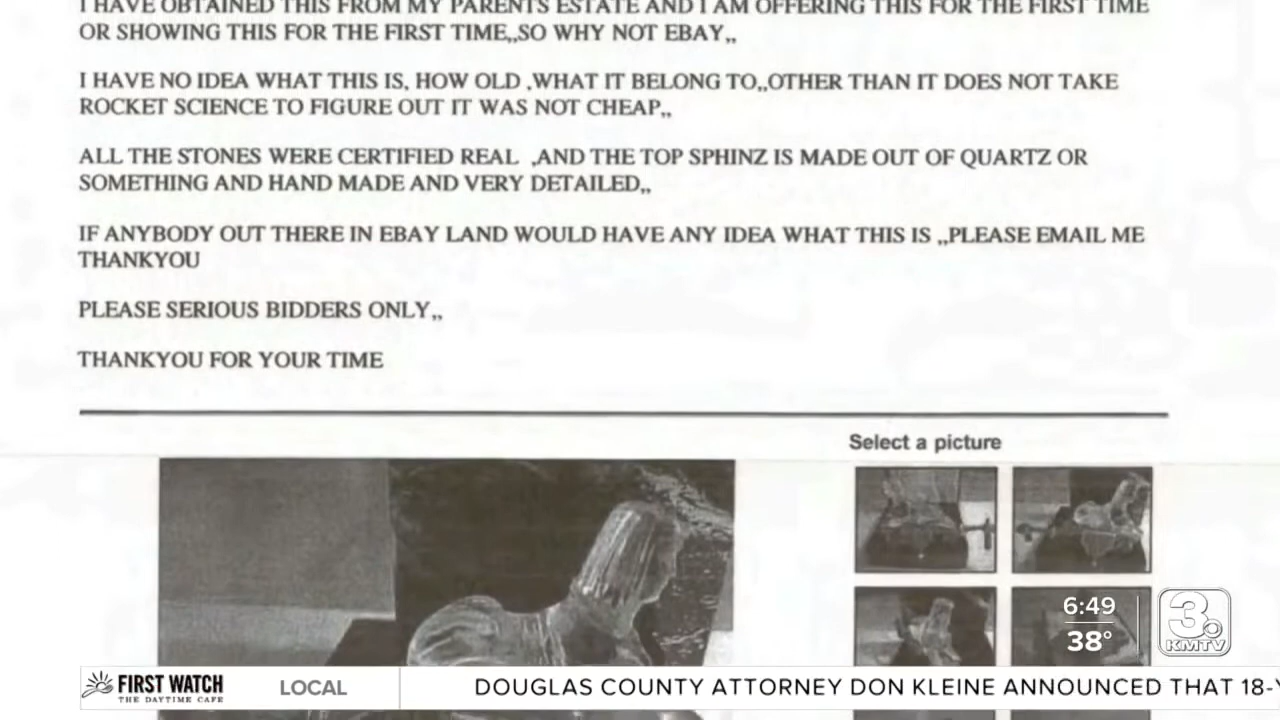 I HAVE OBTAINED THIS FROM MY PARENTS ESTATE AND I AM OFFERING THIS FOR THE FIRST TIME
OR SHOWING THIS FOR THE FIRST TIME,,SO WHY NOT EBAY,,
I HAVE NO IDEA WHAT THIS IS, HOW OLD ,WHAT IT BELONG TO,,OTHER THAN IT DOES NOT TAKE
ROCKET SCIENCE TO FIGURE OUT IT WAS NOT CHEAP,,
ALL THE STONES WERE CERTIFIED REAL ,AND THE TOP SPHINZ IS MADE OUT OF QUARTZ OR
SOMETHING AND HAND MADE AND VERY DETAILED,,
IF ANYBODY OUT THERE IN EBAY LAND WOULD HAVE ANY IDEA WHAT THIS IS ,,PLEASE EMAIL ME
THANKYOU
PLEASE SERIOUS BIDDERS ONLY,,
THANKYOU FOR YOUR TIME
Select a picture
6:49
38°
3
KMTV
FIRST WATCH
THE DAYTIME CAFE
LOCAL
DOUGLAS COUNTY ATTORNEY DON KLEINE ANNOUNCED THAT 18-